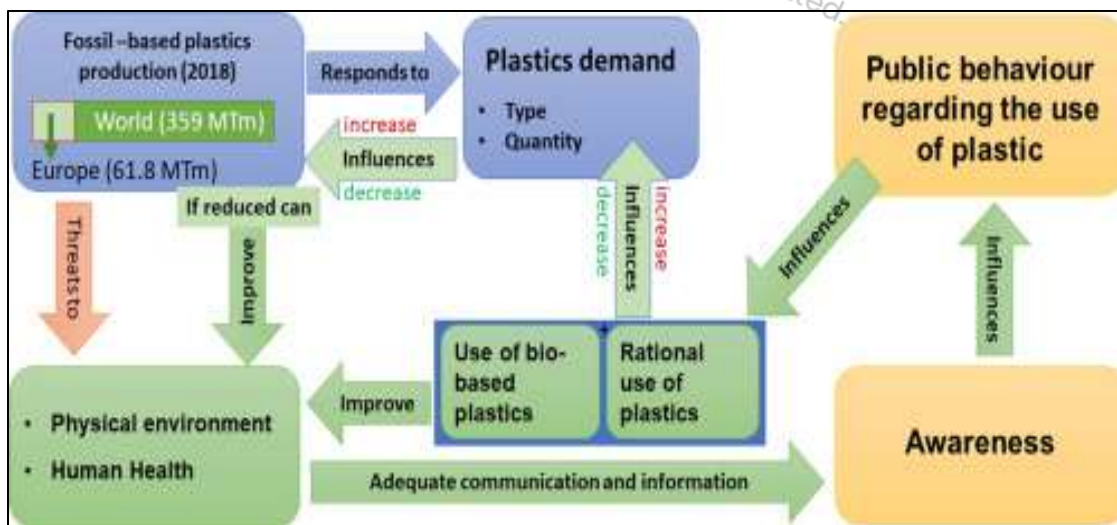 ted.
Fossil –based plastics
production (2018)
World (359 MTm)
Europe (61.8 MTm)
Responds to
Plastics demand
• Type
• Quantity
increase
Influences
decrease
Public behaviour
regarding the use
of plastic
If reduced can
Threats to
Improve
decrease
Influences
increase
Influences
Influences
Use of bio-
based
plastics
+
Rational
use of
plastics
Improve
• Physical environment
• Human Health
Awareness
Adequate communication and information